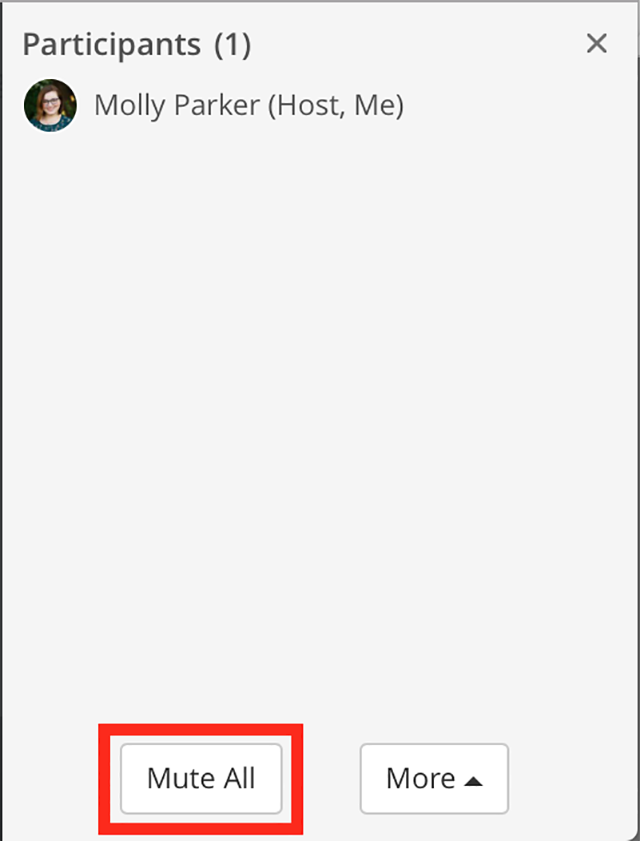 Participants (1)
Molly Parker (Host, Me)
Mute All
More